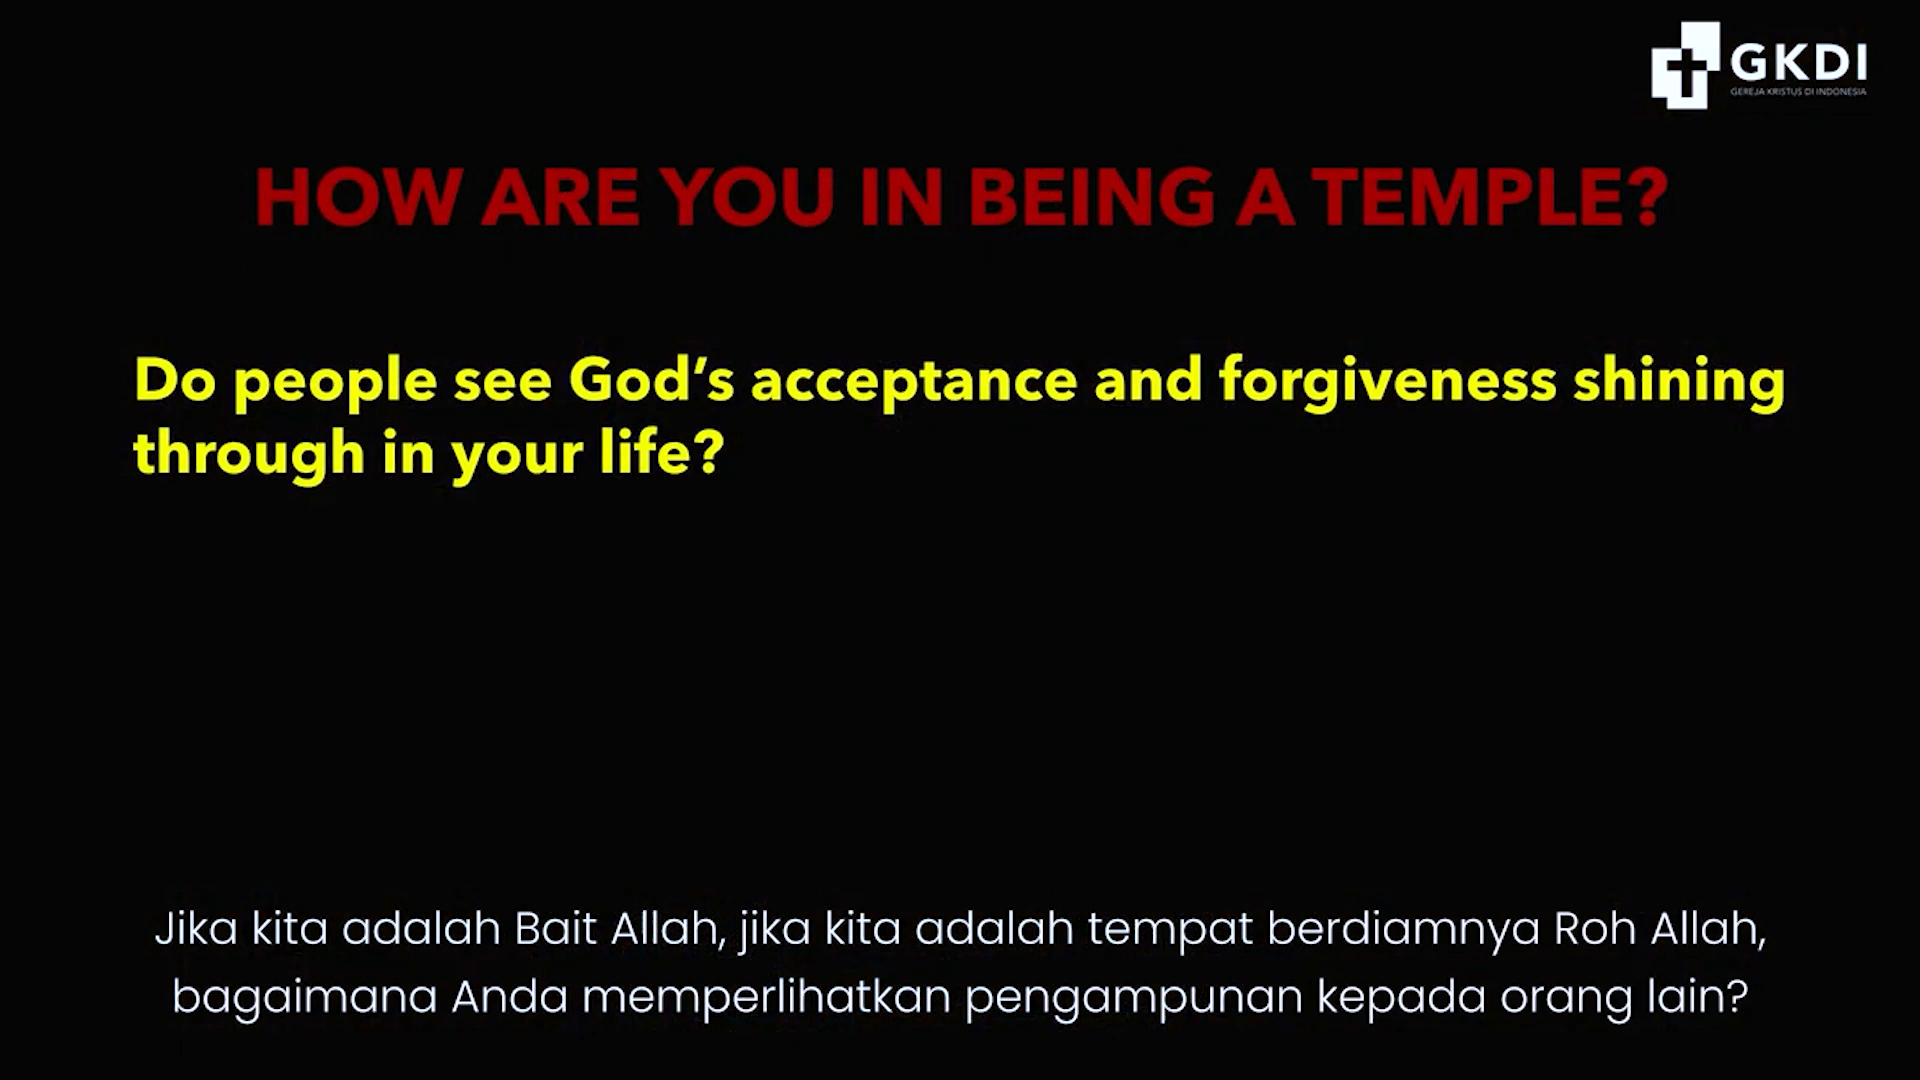 GKDI
GEREJA KRISTUS DI INDONESIA
HOW ARE YOU IN BEING A TEMPLE?
Do people see God’s acceptance and forgiveness shining
through in your life?
Jika kita adalah Bait Allah, jika kita adalah tempat berdiamnya Roh Allah,
bagaimana Anda memperlihatkan pengampunan kepada orang lain?